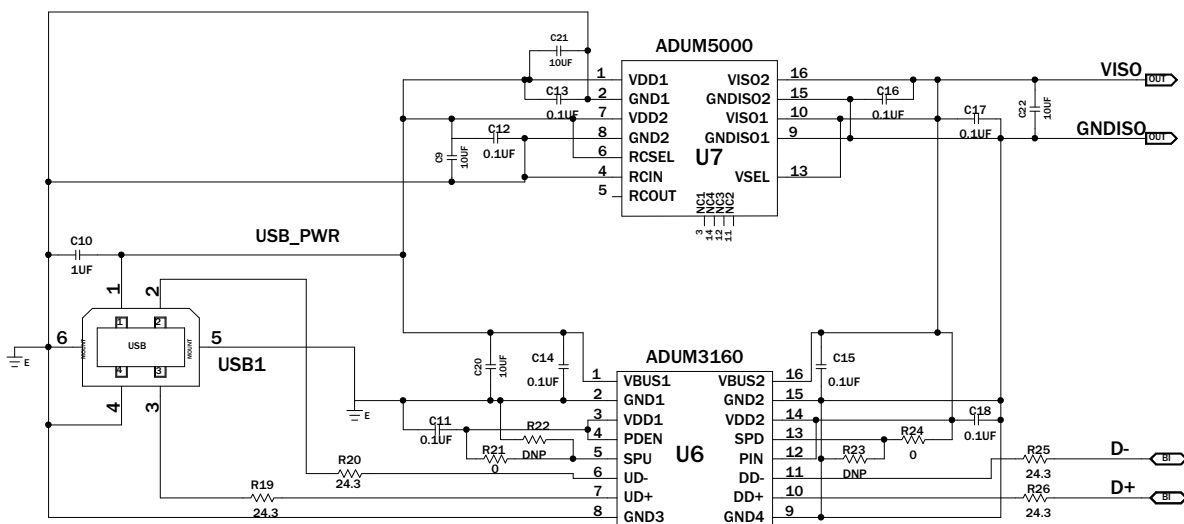 C21
10UF
ADUM5000
1 VDD1 VISO2 16 VISO OUT
C13
0.1UF
2 GND1 GNDISO2 15
C16
0.1UF
C22
10UF
7 VDD2 VISO1 10
C17
0.1UF
C12
0.1UF
8 GND2 GNDISO1 9 GNDISO OUT
C9
10UF
6 RCSEL U7
4 RCIN VSEL 13
5 RCOUT
NC1 NC4 NC3 NC2
3 14 12 11
C10
1UF
USB_PWR
1 2
6 MOUNT 1 2 USB MOUNT 5
4 3
USB1
E
4 3
E
ADUM3160
C20
10UF
C14
0.1UF
1 VBUS1 VBUS2 16
C15
0.1UF
2 GND1 GND2 15
C11
0.1UF
3 VDD1 VDD2 14
C18
0.1UF
R22
DNP
4 PDEN SPD 13
R24
0
R21
0
5 SPU U6 PIN 12
R23
DNP
R20
24.3
6 UD- DD- 11
R25
24.3
D- BI
R19
24.3
7 UD+ DD+ 10
R26
24.3
D+ BI
8 GND3 GND4 9